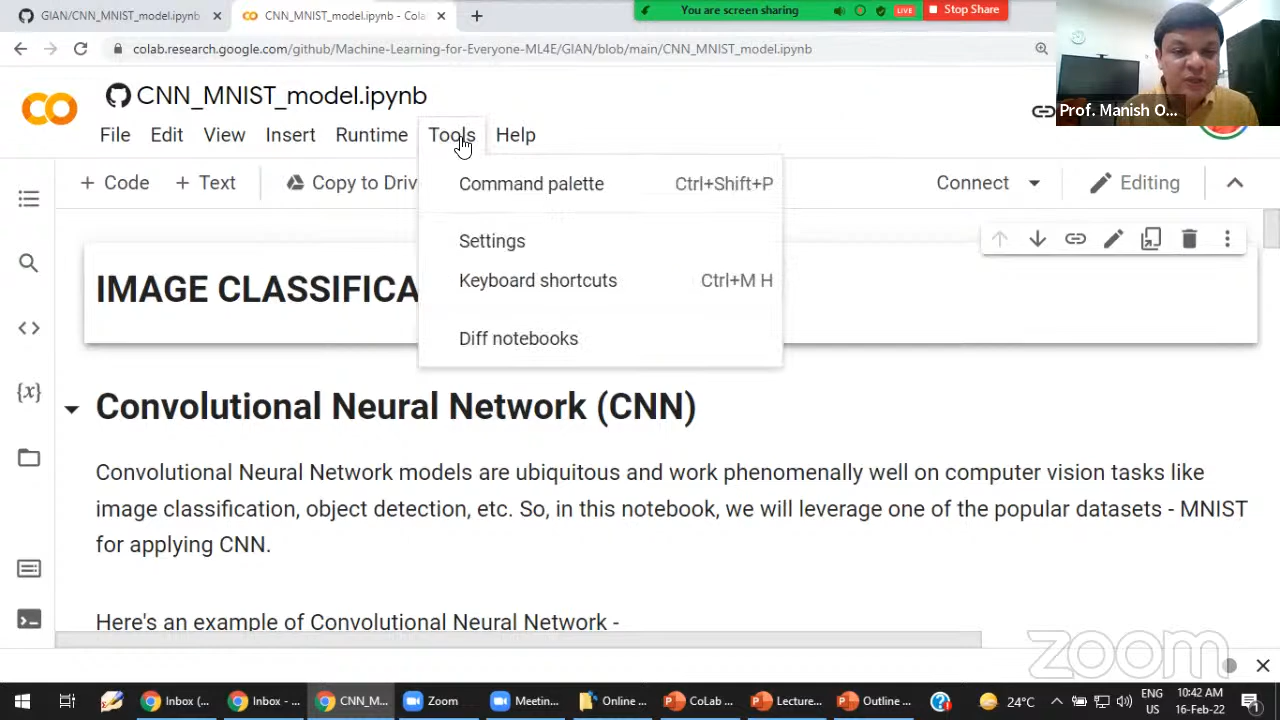 GIAN/CNN_MNIST_model.ipynb
CNN_MNIST_model.ipynb - Cola
You are screen sharing
LIVE
Stop Share
colab.research.google.com/github/Machine-Learning-for-Everyone-ML4E/GIAN/blob/main/CNN_MNIST_model.ipynb
Prof. Manish O...
CNN_MNIST_model.ipynb
File Edit View Insert Runtime Tools Help
+ Code + Text Copy to Driv Connect Editing
Command palette Ctrl+Shift+P
Settings
Keyboard shortcuts Ctrl+M H
Diff notebooks
IMAGE CLASSIFICA
Convolutional Neural Network (CNN)
Convolutional Neural Network models are ubiquitous and work phenomenally well on computer vision tasks like
image classification, object detection, etc. So, in this notebook, we will leverage one of the popular datasets - MNIST
for applying CNN.
Here's an example of Convolutional Neural Network -
zoom
Inbox (... Inbox - ... CNN_M... Zoom Meetin... Online ... CoLab ... Lecture... Outline ... 24°C ENG 10:42 AM
US 16-Feb-22 1